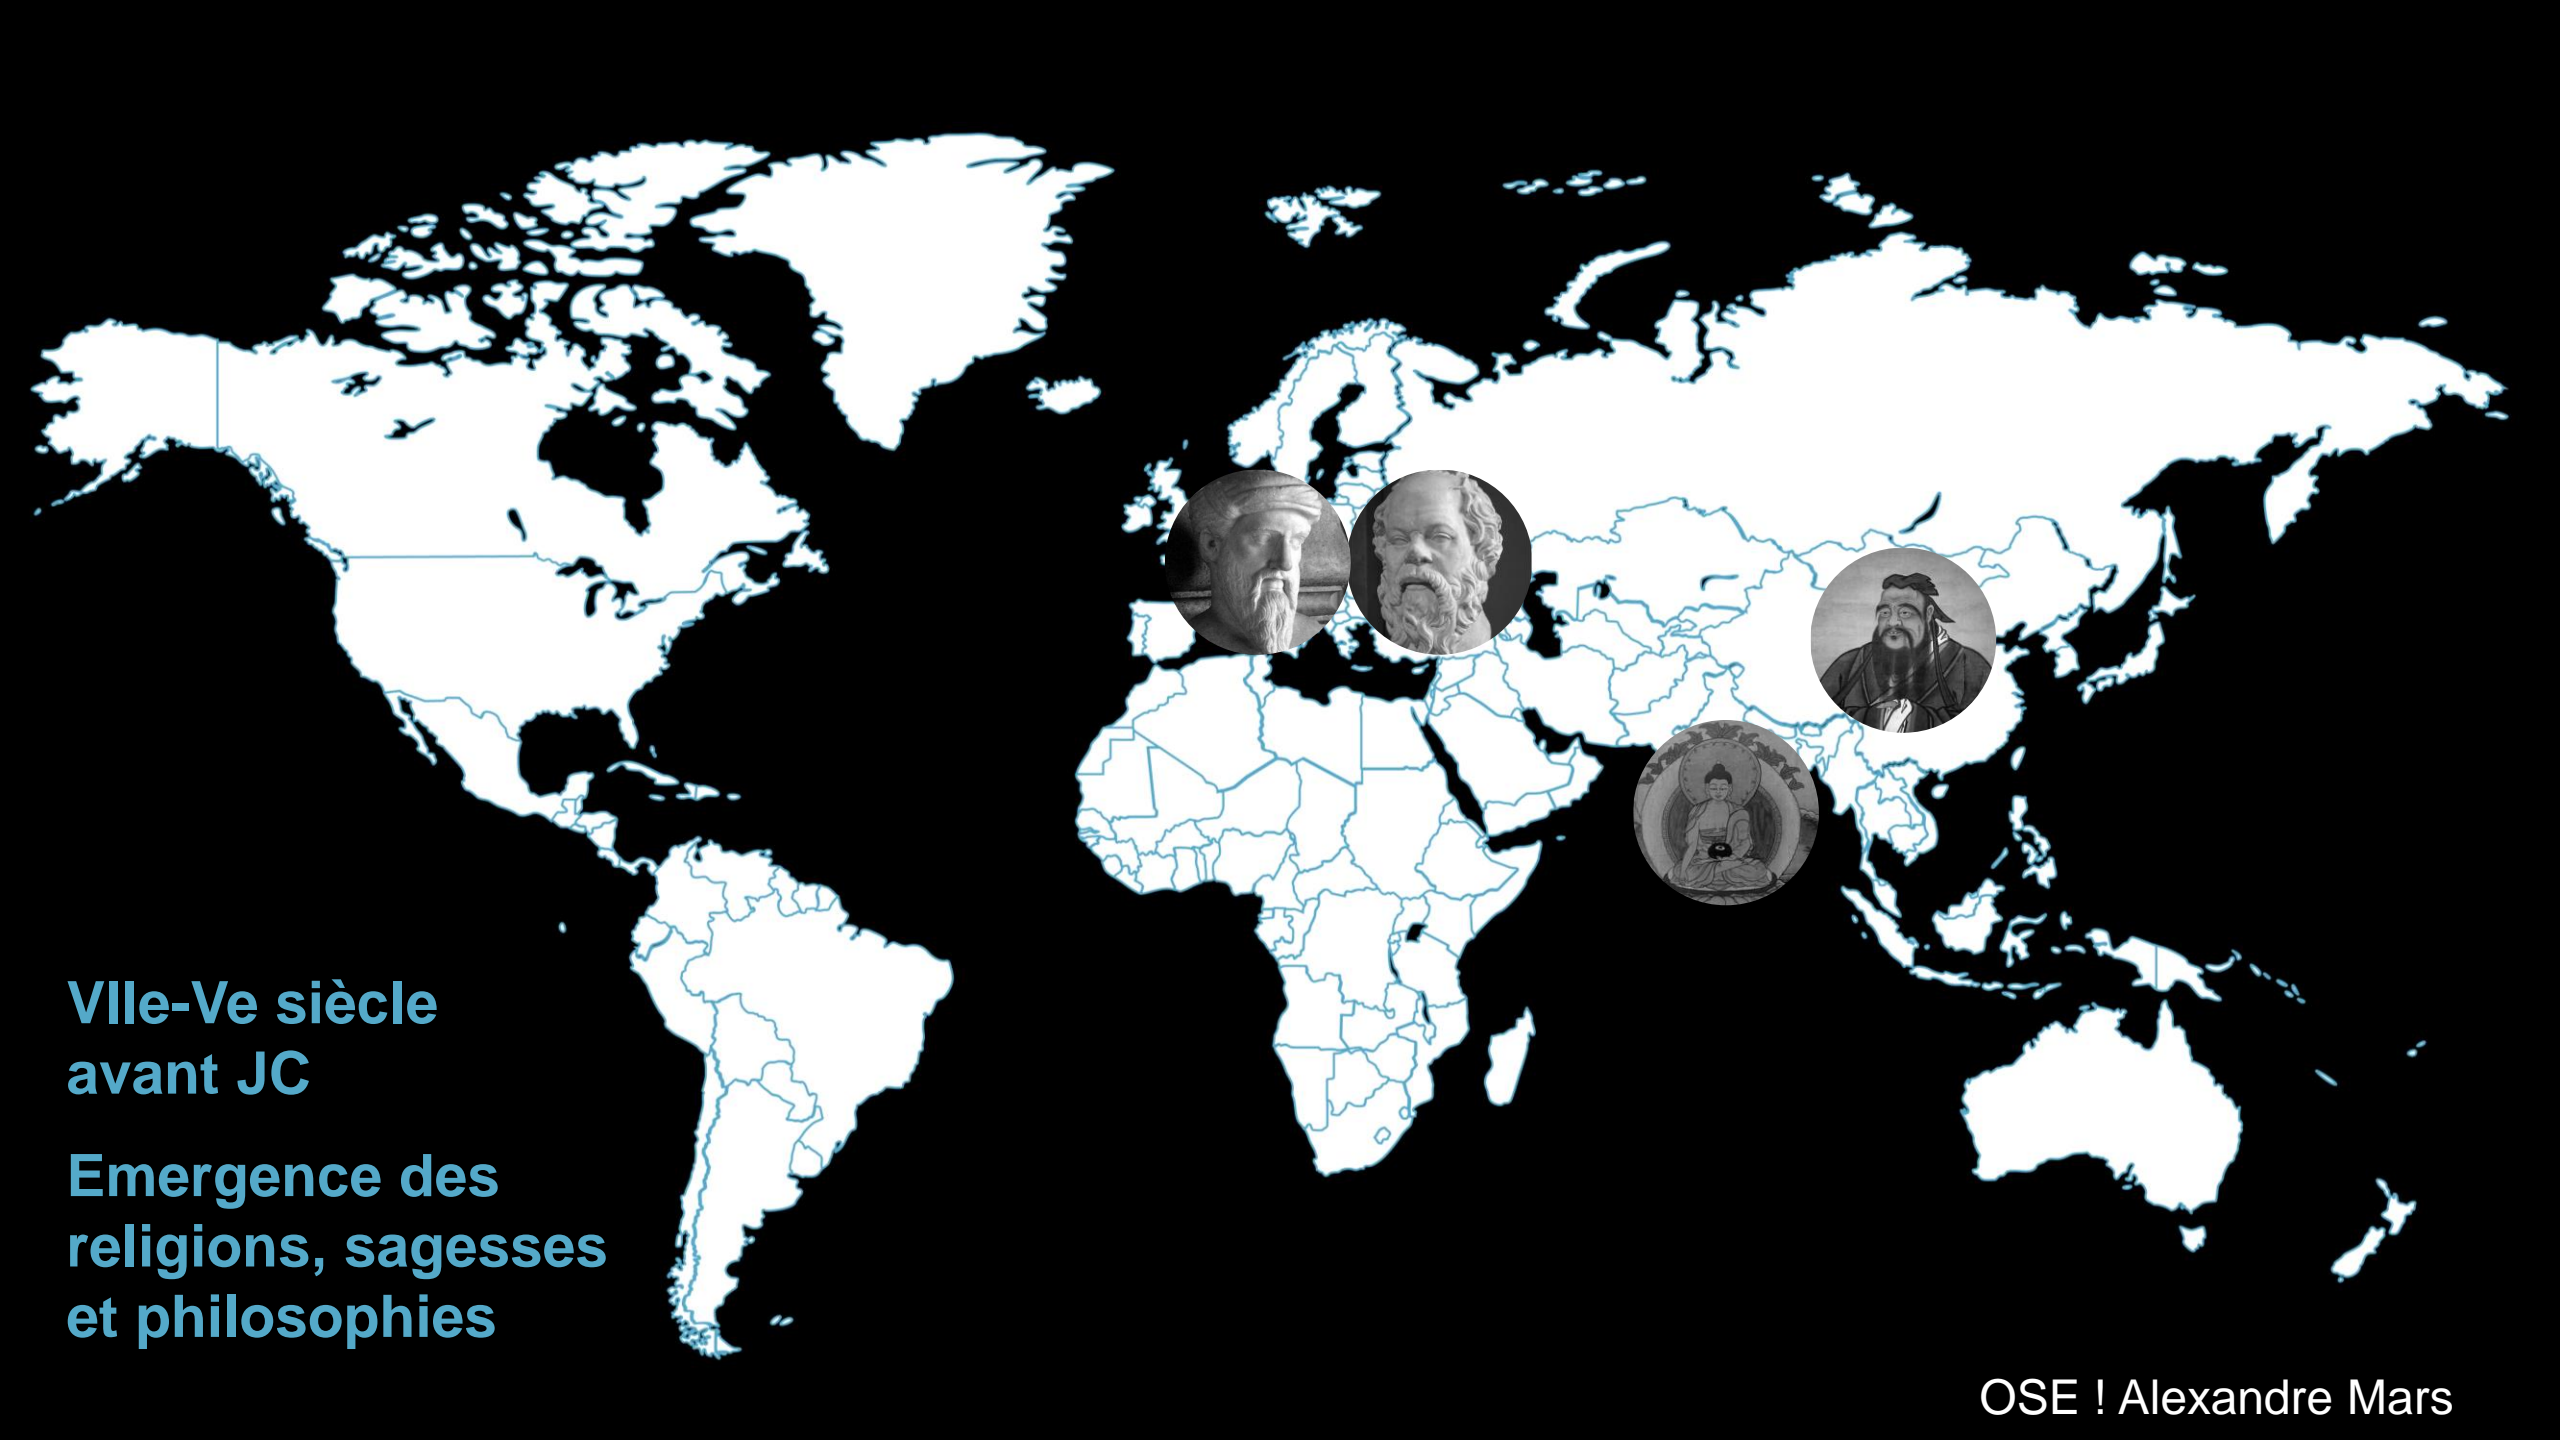 VIIe-Ve siècle
avant JC
Emergence des
religions, sagesses
et philosophies
OSE ! Alexandre Mars